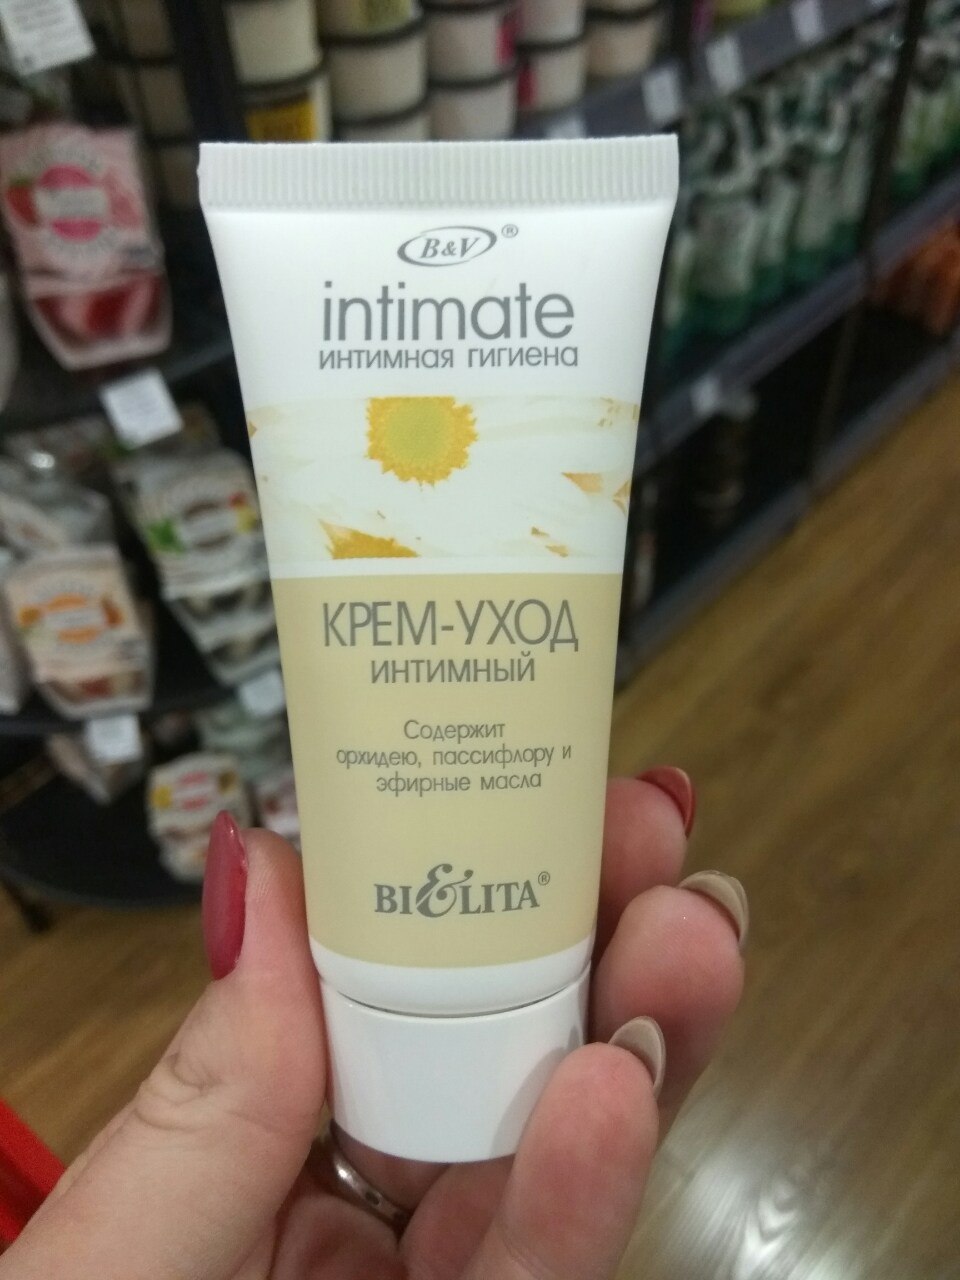 B&V®
intimate
интимная гигиена
КРЕМ-УХОД
ИНТИМНЫЙ
Содержит
орхидею, пассифлору и
эфирные масла
BIELITA®